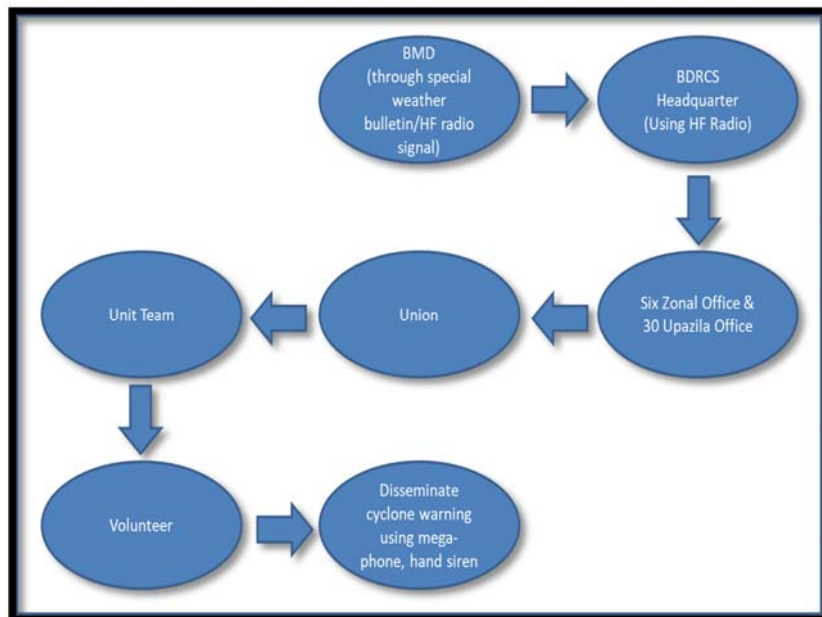 BMD
(through special
weather
bulletin/HF radio
signal)
BDRCS
Headquarter
(Using HF Radio)
Six Zonal Office &
30 Upazila Office
Union
Unit Team
Volunteer
Disseminate
cyclone warning
using mega-
phone, hand siren